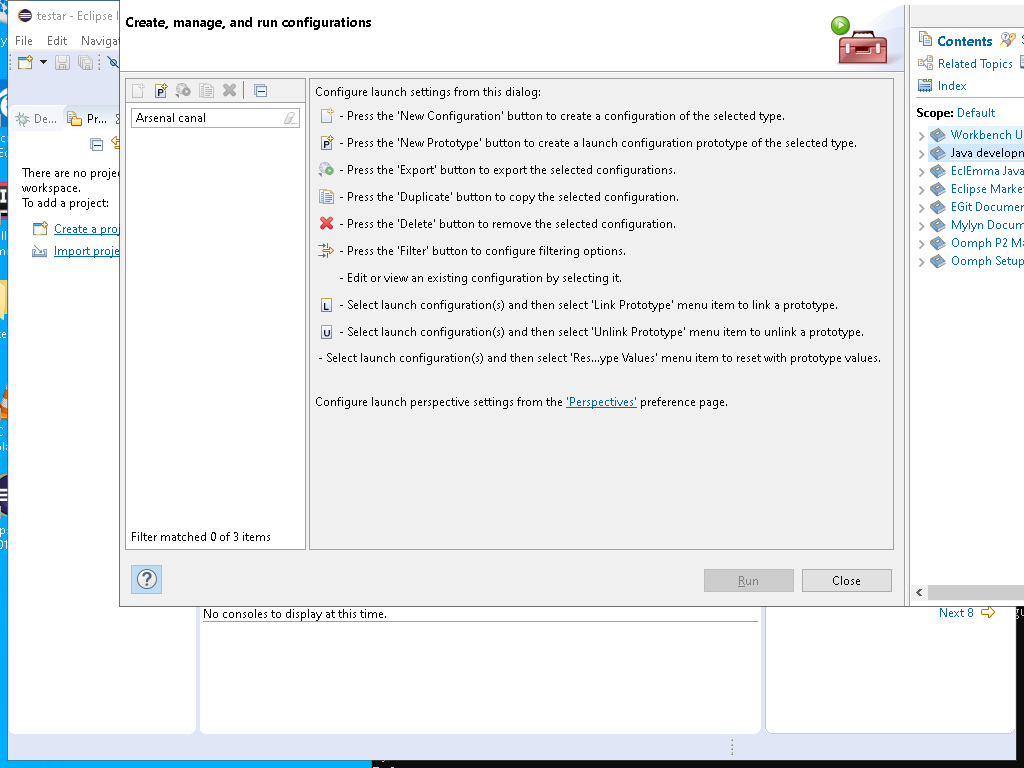 testar - Eclipse I
File Edit Naviga
De... Pr...
There are no proje
workspace.
To add a project:
Create a proj
Import proje
Create, manage, and run configurations
Arsenal canal
Filter matched 0 of 3 items
Configure launch settings from this dialog:
- Press the 'New Configuration' button to create a configuration of the selected type.
P - Press the 'New Prototype' button to create a launch configuration prototype of the selected type.
- Press the 'Export' button to export the selected configurations.
- Press the 'Duplicate' button to copy the selected configuration.
- Press the 'Delete' button to remove the selected configuration.
- Press the 'Filter' button to configure filtering options.
- Edit or view an existing configuration by selecting it.
L - Select launch configuration(s) and then select 'Link Prototype' menu item to link a prototype.
U - Select launch configuration(s) and then select 'Unlink Prototype' menu item to unlink a prototype.
- Select launch configuration(s) and then select 'Res...ype Values' menu item to reset with prototype values.
Configure launch perspective settings from the 'Perspectives' preference page.
? Run Close
Contents
Related Topics
Index
Scope: Default
Workbench U
Java developn
EclEmma Java
Eclipse Marke
EGit Documer
Mylyn Docum
Oomph P2 Ma
Oomph Setup
Next 8
No consoles to display at this time.